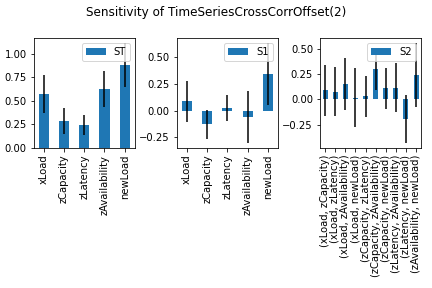 Sensitivity of TimeSeriesCrossCorrOffset(2)
ST
1.00
0.75
0.50
0.25
0.00
xLoad
zCapacity
zLatency
zAvailability
newLoad
S1
0.50
0.25
0.00
−0.25
xLoad
zCapacity
zLatency
zAvailability
newLoad
S2
0.50
0.25
0.00
−0.25
(xLoad, zCapacity)
(xLoad, zLatency)
(xLoad, zAvailability)
(xLoad, newLoad)
(zCapacity, zLatency)
(zCapacity, zAvailability)
(zCapacity, newLoad)
(zLatency, zAvailability)
(zLatency, newLoad)
(zAvailability, newLoad)